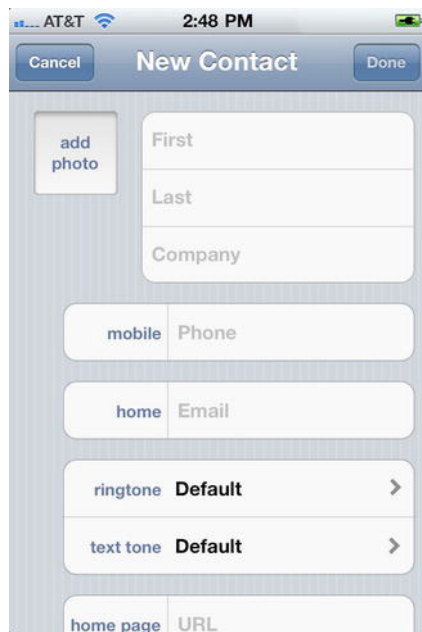 AT&T 2:48 PM
Cancel New Contact Done
add
photo
First
Last
Company
mobile Phone
home Email
ringtone Default
text tone Default
home page URL